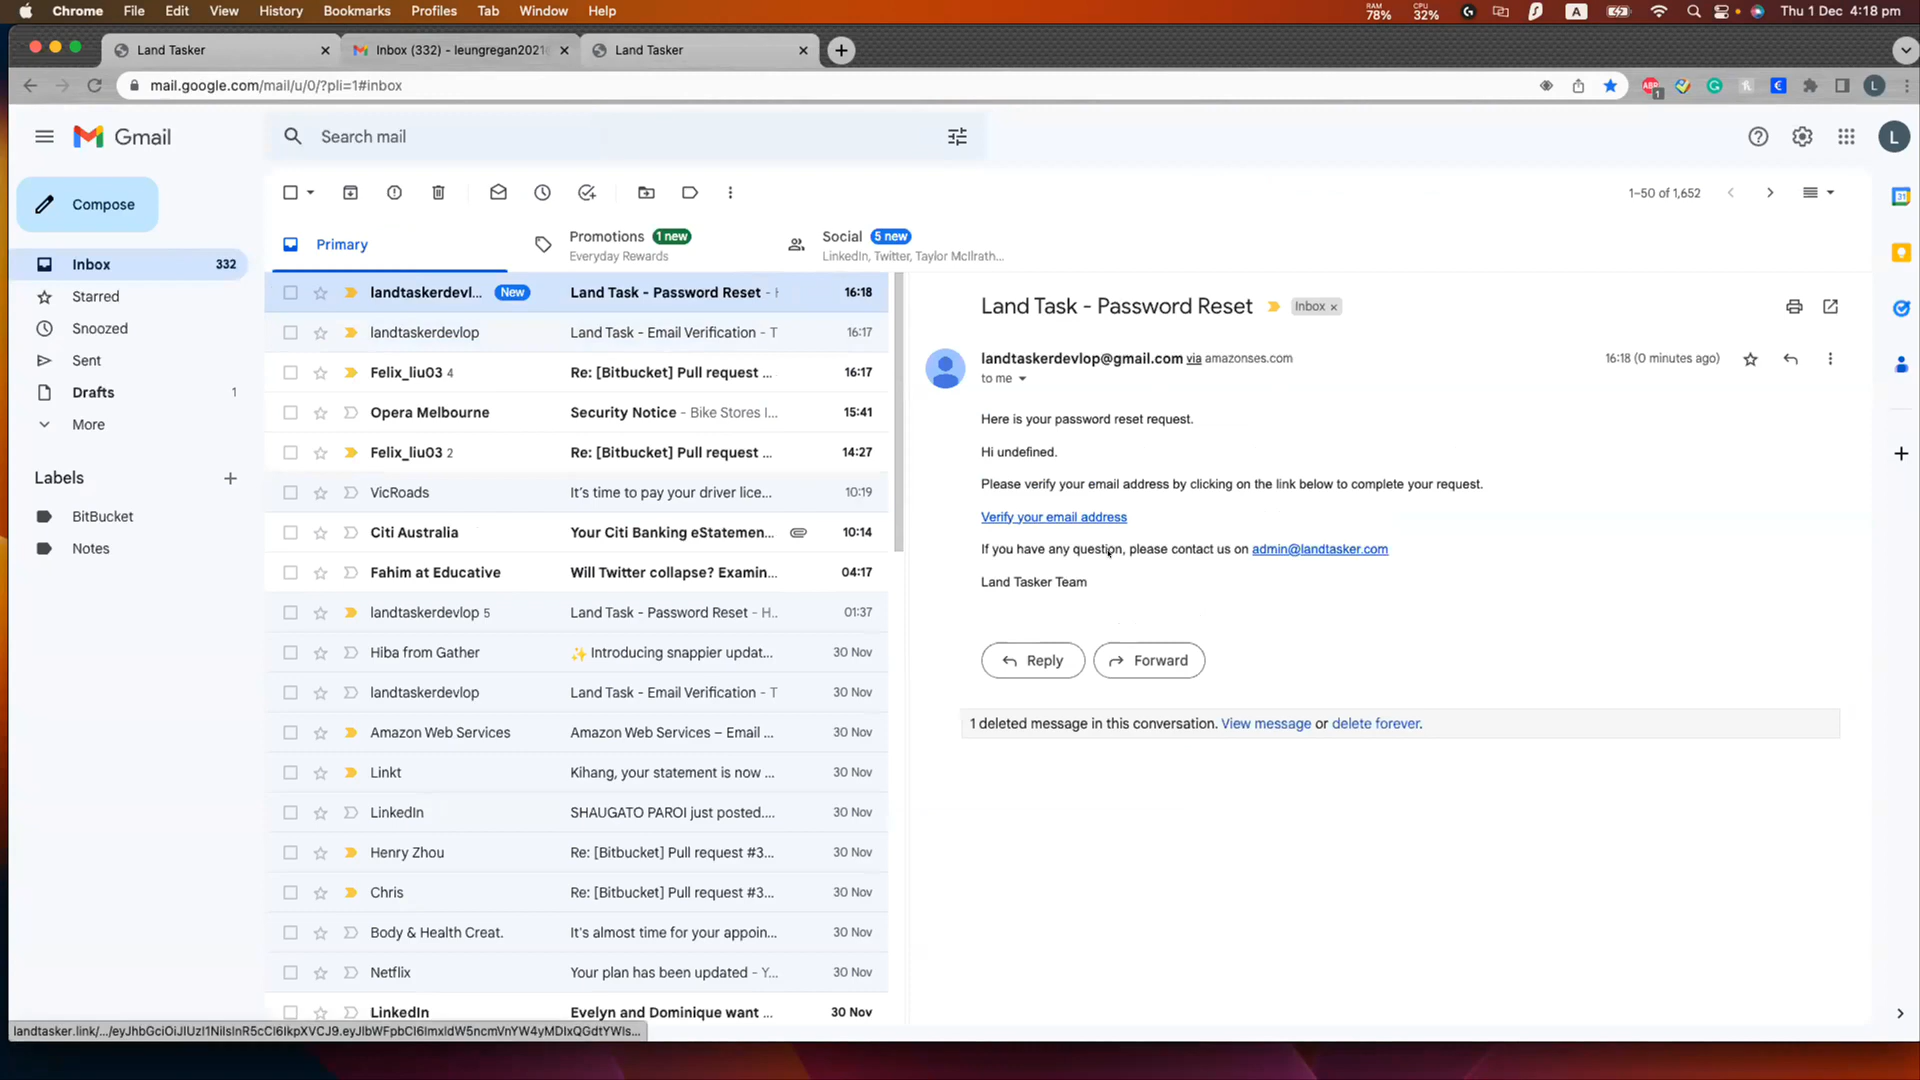 Chrome File Edit View History Bookmarks Profiles Tab Window Help RAM 78% CPU 32% A Thu 1 Dec 4:18 pm
Land Tasker Inbox (332) - leungregan2021 Land Tasker
mail.google.com/mail/u/0/?pli=1#inbox ABP 1 L
Gmail Search mail L
Compose
1–50 of 1,652
Inbox 332
Starred
Snoozed
Sent
Drafts 1
More
Labels
BitBucket
Notes
Primary
Promotions 1 new
Everyday Rewards
Social 5 new
LinkedIn, Twitter, Taylor McIlrath...
landtaskerdevl... New Land Task - Password Reset - 16:18
landtaskerdevlop Land Task - Email Verification - T 16:17
Felix_liu03 4 Re: [Bitbucket] Pull request ... 16:17
Opera Melbourne Security Notice - Bike Stores I... 15:41
Felix_liu03 2 Re: [Bitbucket] Pull request ... 14:27
VicRoads It's time to pay your driver lice... 10:19
Citi Australia Your Citi Banking eStatemen... 10:14
Fahim at Educative Will Twitter collapse? Examin... 04:17
landtaskerdevlop 5 Land Task - Password Reset - H.. 01:37
Hiba from Gather ✨ Introducing snappier updat... 30 Nov
landtaskerdevlop Land Task - Email Verification - T 30 Nov
Amazon Web Services Amazon Web Services – Email ... 30 Nov
Linkt Kihang, your statement is now ... 30 Nov
LinkedIn SHAUGATO PAROI just posted.... 30 Nov
Henry Zhou Re: [Bitbucket] Pull request #3... 30 Nov
Chris Re: [Bitbucket] Pull request #3... 30 Nov
Body & Health Creat. It's almost time for your appoin... 30 Nov
Netflix Your plan has been updated - Y... 30 Nov
LinkedIn Evelyn and Dominique want ... 30 Nov
Land Task - Password Reset Inbox ×
landtaskerdevlop@gmail.com via amazonses.com 16:18 (0 minutes ago)
to me
Here is your password reset request.
Hi undefined.
Please verify your email address by clicking on the link below to complete your request.
Verify your email address
If you have any question, please contact us on admin@landtasker.com
Land Tasker Team
Reply Forward
1 deleted message in this conversation. View message or delete forever.